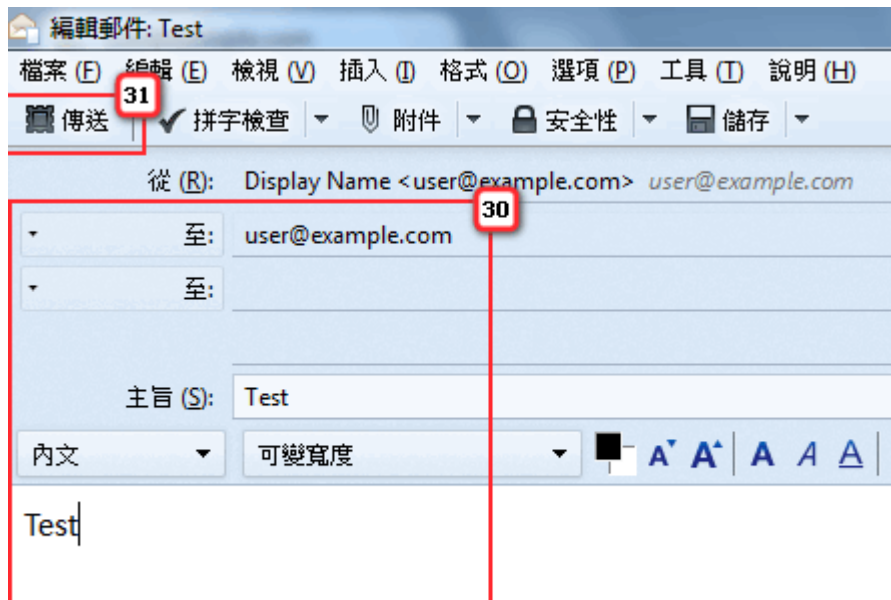 編輯郵件: Test
檔案 (F) 編輯 (E) 檢視 (V) 插入 (I) 格式 (O) 選項 (P) 工具 (T) 說明 (H)
31
傳送 拼字檢查 附件 安全性 儲存
從 (R): Display Name <user@example.com> user@example.com
30
至: user@example.com
至:
主旨 (S): Test
內文 可變寬度 A A A A A
Test